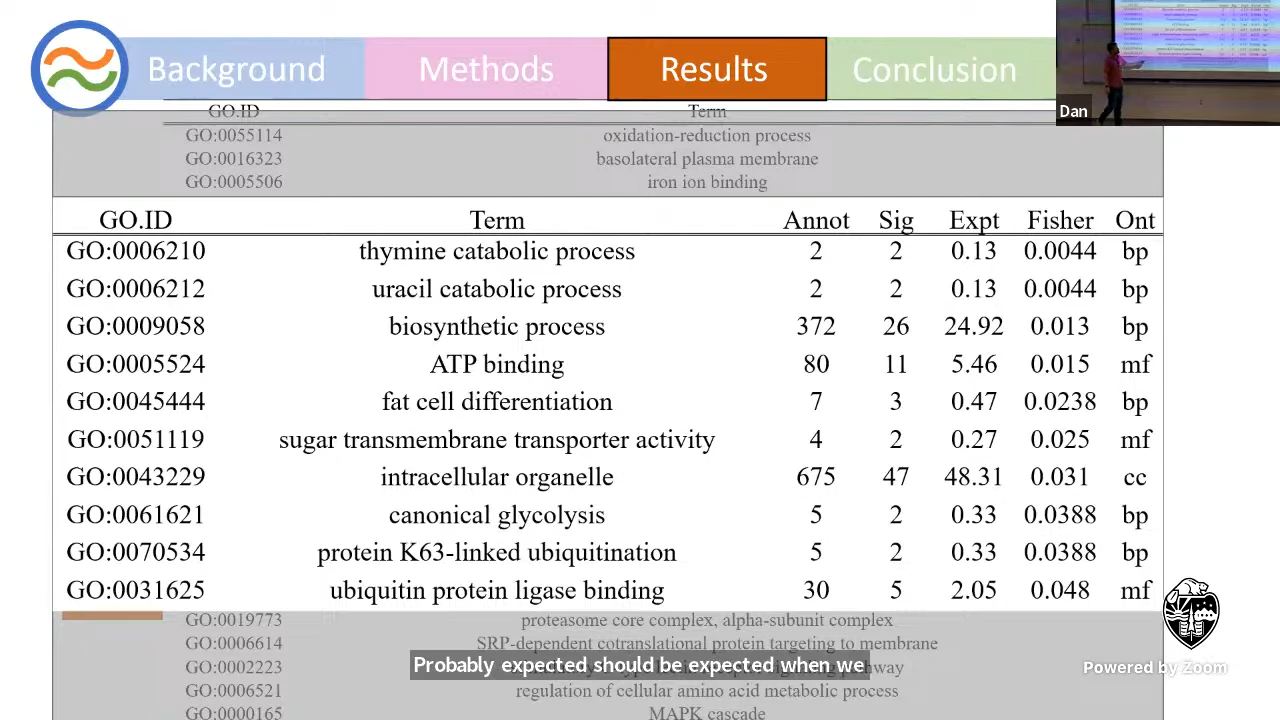 Background Methods Results Conclusion
Dan
GO.ID Term
GO:0055114 oxidation-reduction process
GO:0016323 basolateral plasma membrane
GO:0005506 iron ion binding
GO.ID Term Annot Sig Expt Fisher Ont
GO:0006210 thymine catabolic process 2 2 0.13 0.0044 bp
GO:0006212 uracil catabolic process 2 2 0.13 0.0044 bp
GO:0009058 biosynthetic process 372 26 24.92 0.013 bp
GO:0005524 ATP binding 80 11 5.46 0.015 mf
GO:0045444 fat cell differentiation 7 3 0.47 0.0238 bp
GO:0051119 sugar transmembrane transporter activity 4 2 0.27 0.025 mf
GO:0043229 intracellular organelle 675 47 48.31 0.031 cc
GO:0061621 canonical glycolysis 5 2 0.33 0.0388 bp
GO:0070534 protein K63-linked ubiquitination 5 2 0.33 0.0388 bp
GO:0031625 ubiquitin protein ligase binding 30 5 2.05 0.048 mf
GO:0019773 proteasome core complex, alpha-subunit complex
GO:0006614 SRP-dependent cotranslational protein targeting to membrane
Probably expected should be expected when we
GO:0002223 pathway
Powered by Zoom
GO:0006521 regulation of cellular amino acid metabolic process
GO:0000165 MAPK cascade